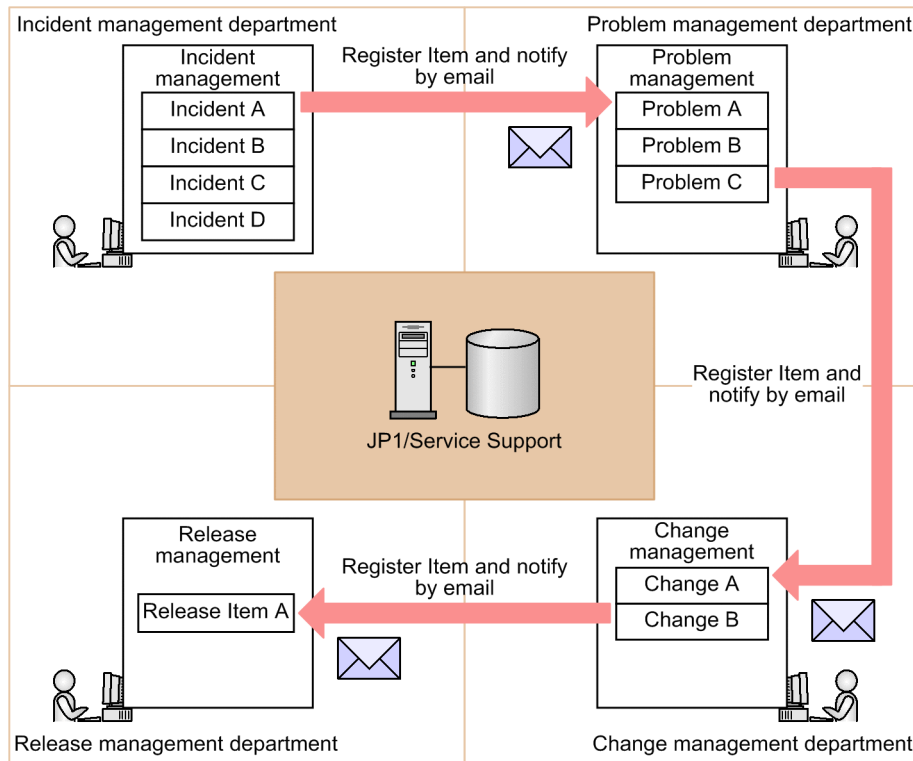 Incident management department
Problem management department
Incident
management
Incident A
Incident B
Incident C
Incident D
Register Item and notify
by email
Problem
management
Problem A
Problem B
Problem C
Register Item and
notify by email
JP1/Service Support
Release
management
Release Item A
Register Item and notify
by email
Change
management
Change A
Change B
Release management department
Change management department